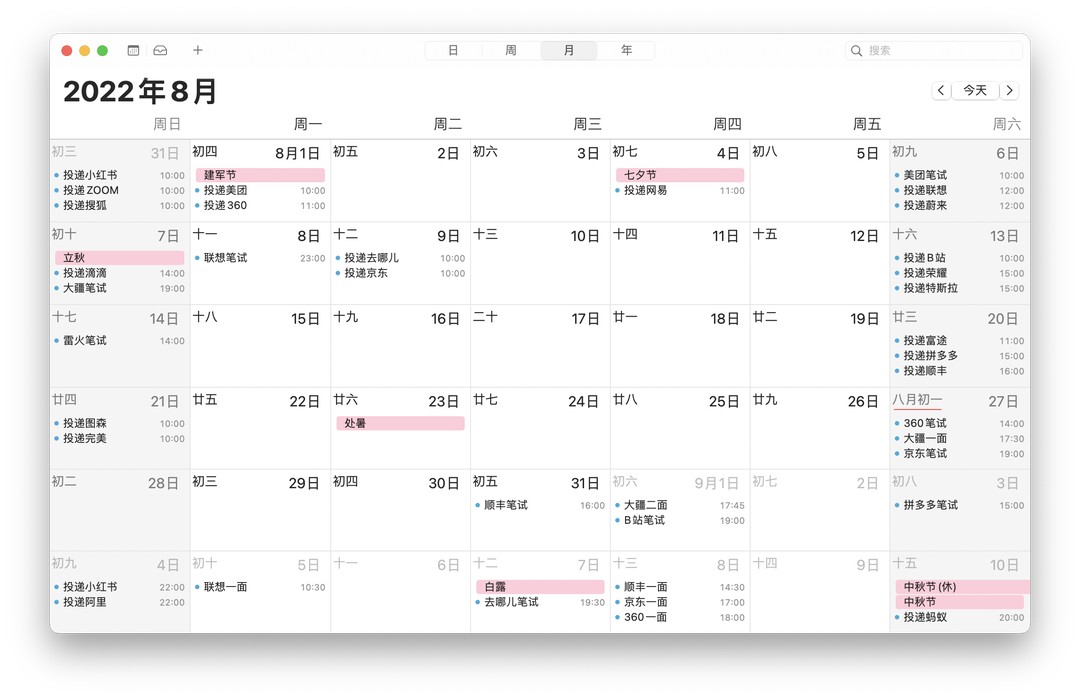 日 周 月 年 搜索
2022年8月 今天
周日 周一 周二 周三 周四 周五 周六
初三 31日 初四 8月1日 初五 2日 初六 3日 初七 4日 初八 5日 初九 6日
投递小红书 10:00 建军节 七夕节 美团笔试 10:00
投递ZOOM 10:00 投递美团 10:00 投递网易 11:00 投递联想 12:00
投递搜狐 10:00 投递360 11:00 投递蔚来 12:00
初十 7日 十一 8日 十二 9日 十三 10日 十四 11日 十五 12日 十六 13日
立秋 联想笔试 23:00 投递去哪儿 10:00 投递B站 10:00
投递滴滴 14:00 投递京东 10:00 投递荣耀 15:00
大疆笔试 19:00 投递特斯拉 15:00
十七 14日 十八 15日 十九 16日 二十 17日 廿一 18日 廿二 19日 廿三 20日
雷火笔试 14:00 投递富途 11:00
投递拼多多 15:00
投递顺丰 16:00
廿四 21日 廿五 22日 廿六 23日 廿七 24日 廿八 25日 廿九 26日 八月初一 27日
投递图森 10:00 处暑 360笔试 14:00
投递完美 10:00 大疆一面 17:30
京东笔试 19:00
初二 28日 初三 29日 初四 30日 初五 31日 初六 9月1日 初七 2日 初八 3日
顺丰笔试 16:00 大疆二面 17:45 拼多多笔试 15:00
B站笔试 19:00
初九 4日 初十 5日 十一 6日 十二 7日 十三 8日 十四 9日 十五 10日
投递小红书 22:00 联想一面 10:30 白露 顺丰一面 14:30 中秋节(休)
投递阿里 22:00 去哪儿笔试 19:30 京东一面 17:00 中秋节
360一面 18:00 投递蚂蚁 20:00